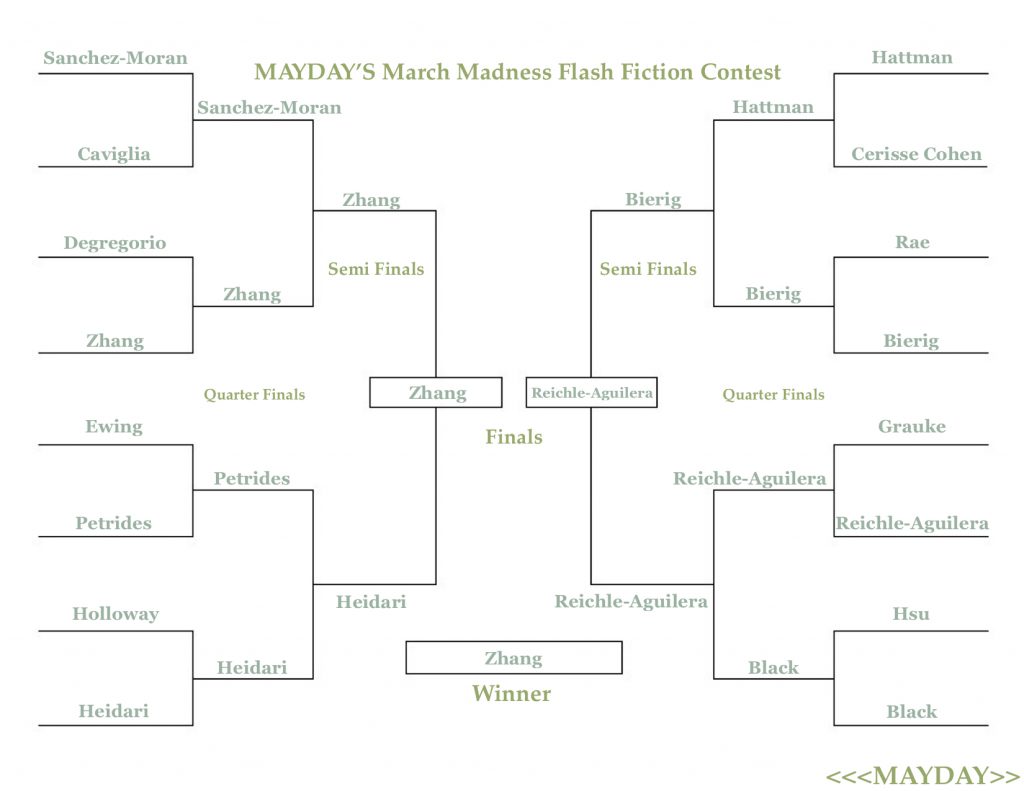 Sanchez-Moran
Hattman
MAYDAY'S March Madness Flash Fiction Contest
Sanchez-Moran
Hattman
Caviglia
Cerisse Cohen
Zhang
Bierig
Degregorio
Rae
Semi Finals
Semi Finals
Zhang
Bierig
Zhang
Bierig
Quarter Finals
Zhang
Reichle-Aguilera
Quarter Finals
Ewing
Grauke
Finals
Petrides
Reichle-Aguilera
Petrides
Reichle-Aguilera
Heidari
Reichle-Aguilera
Holloway
Hsu
Zhang
Heidari
Black
Winner
Heidari
Black
<<<MAYDAY>>